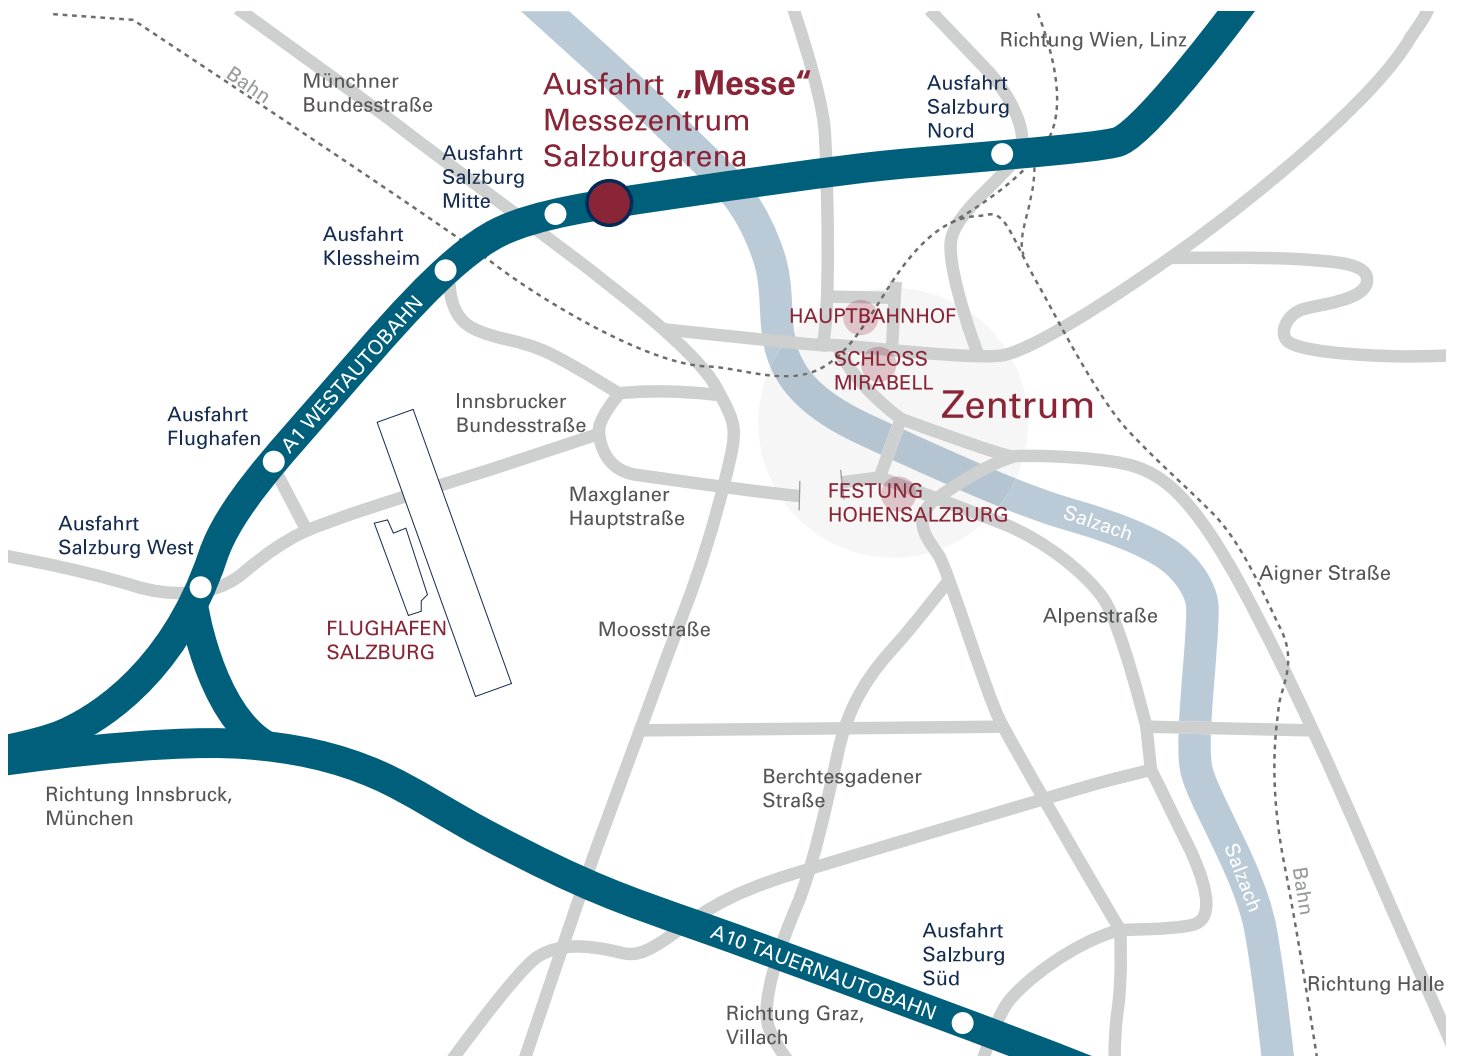 Richtung Wien, Linz
Bahn
Münchner
Bundesstraße
Ausfahrt „Messe“
Messezentrum
Salzburgarena
Ausfahrt
Salzburg
Nord
Ausfahrt
Salzburg
Mitte
Ausfahrt
Klessheim
A1 WESTAUTOBAHN
HAUPTBAHNHOF
SCHLOSS
MIRABELL
Zentrum
Innsbrucker
Bundesstraße
Ausfahrt
Flughafen
Maxglaner
Hauptstraße
FESTUNG
HOHENSALZBURG
Salzach
Ausfahrt
Salzburg West
Aigner Straße
Alpenstraße
FLUGHAFEN
SALZBURG
Moosstraße
Berchtesgadener
Straße
Richtung Innsbruck,
München
Salzach
Bahn
A10 TAUERNAUTOBAHN
Ausfahrt
Salzburg
Süd
Richtung Halle
Richtung Graz,
Villach